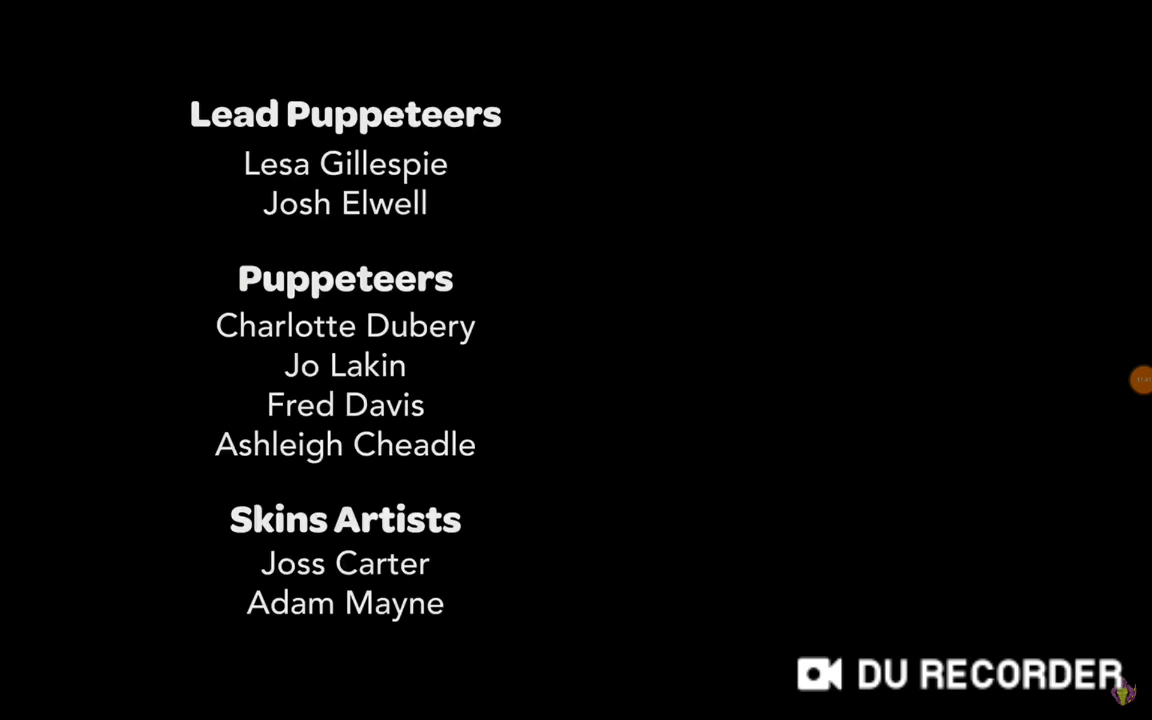 Lead Puppeteers
Lesa Gillespie
Josh Elwell
Puppeteers
Charlotte Dubery
Jo Lakin
Fred Davis
Ashleigh Cheadle
Skins Artists
Joss Carter
Adam Mayne
DU RECORDER